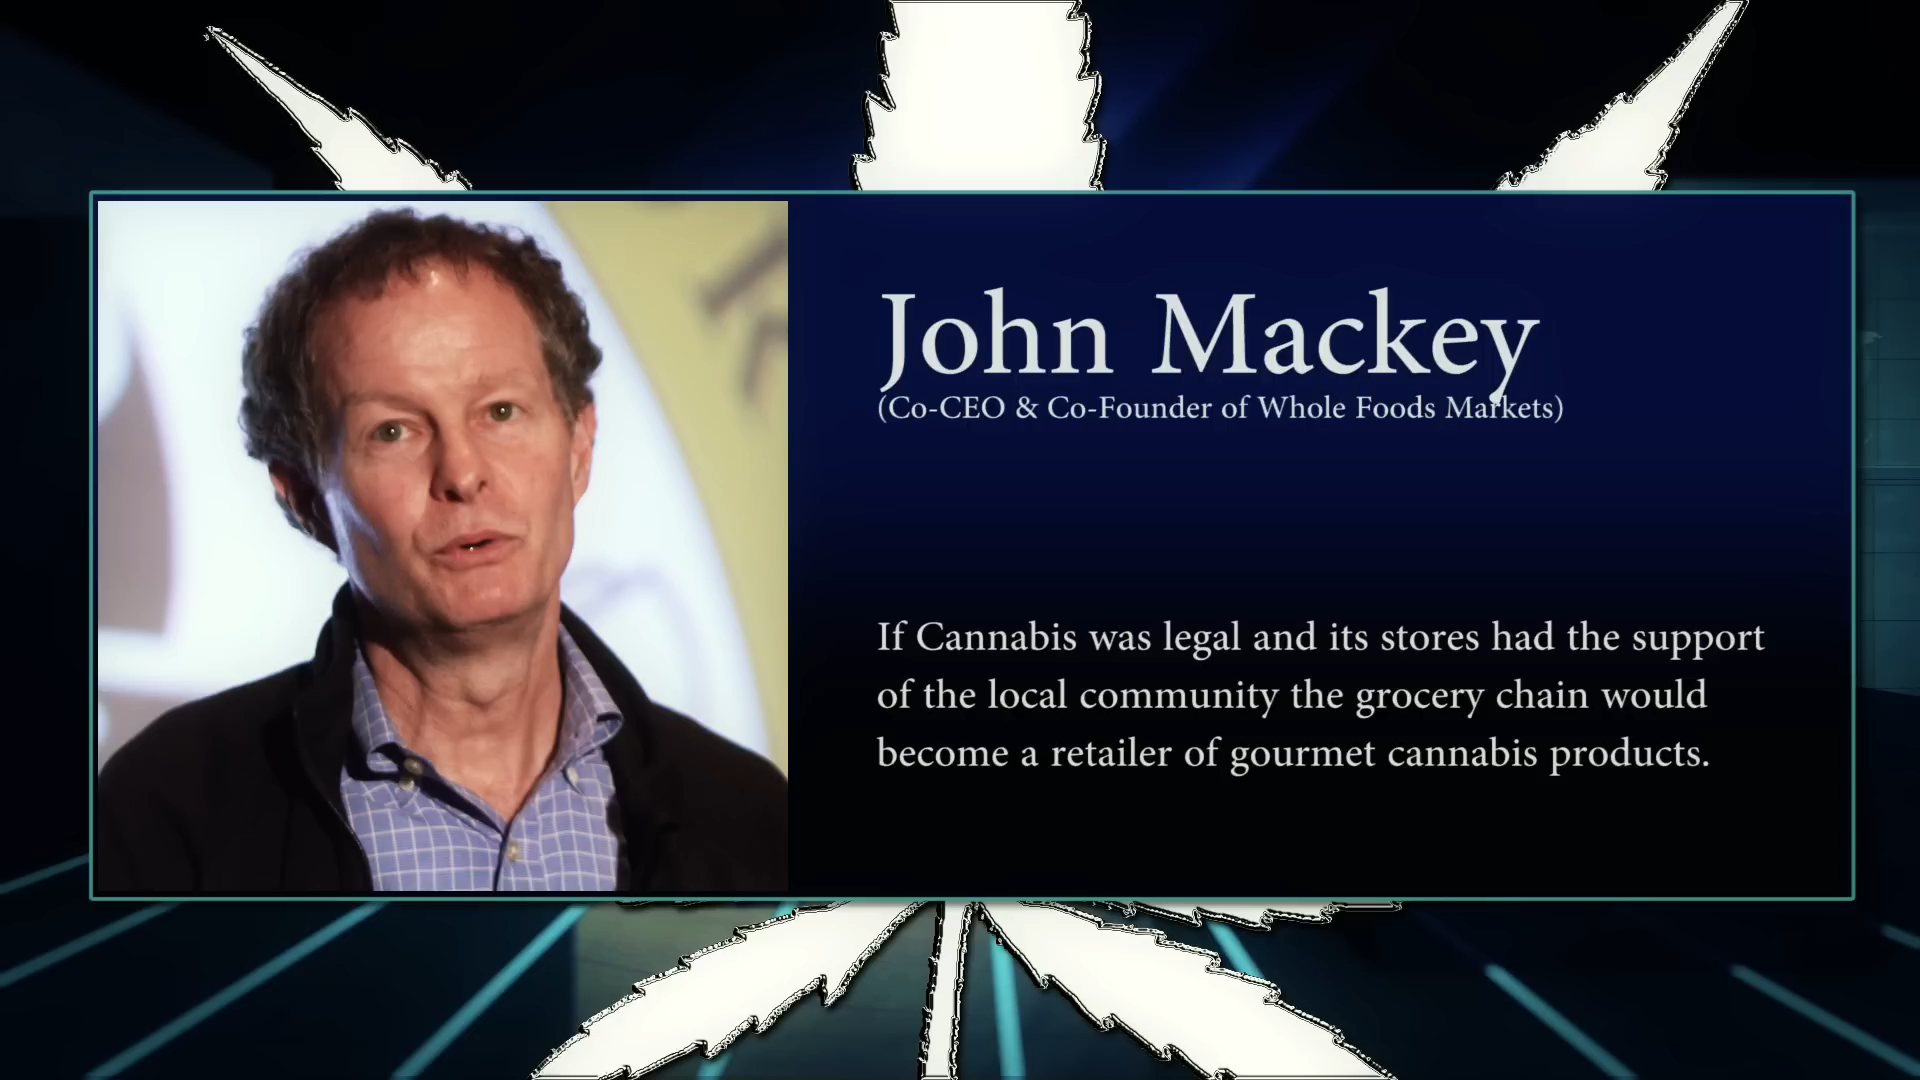 John Mackey
(Co-CEO & Co-Founder of Whole Foods Markets)
If Cannabis was legal and its stores had the support
of the local community the grocery chain would
become a retailer of gourmet cannabis products.